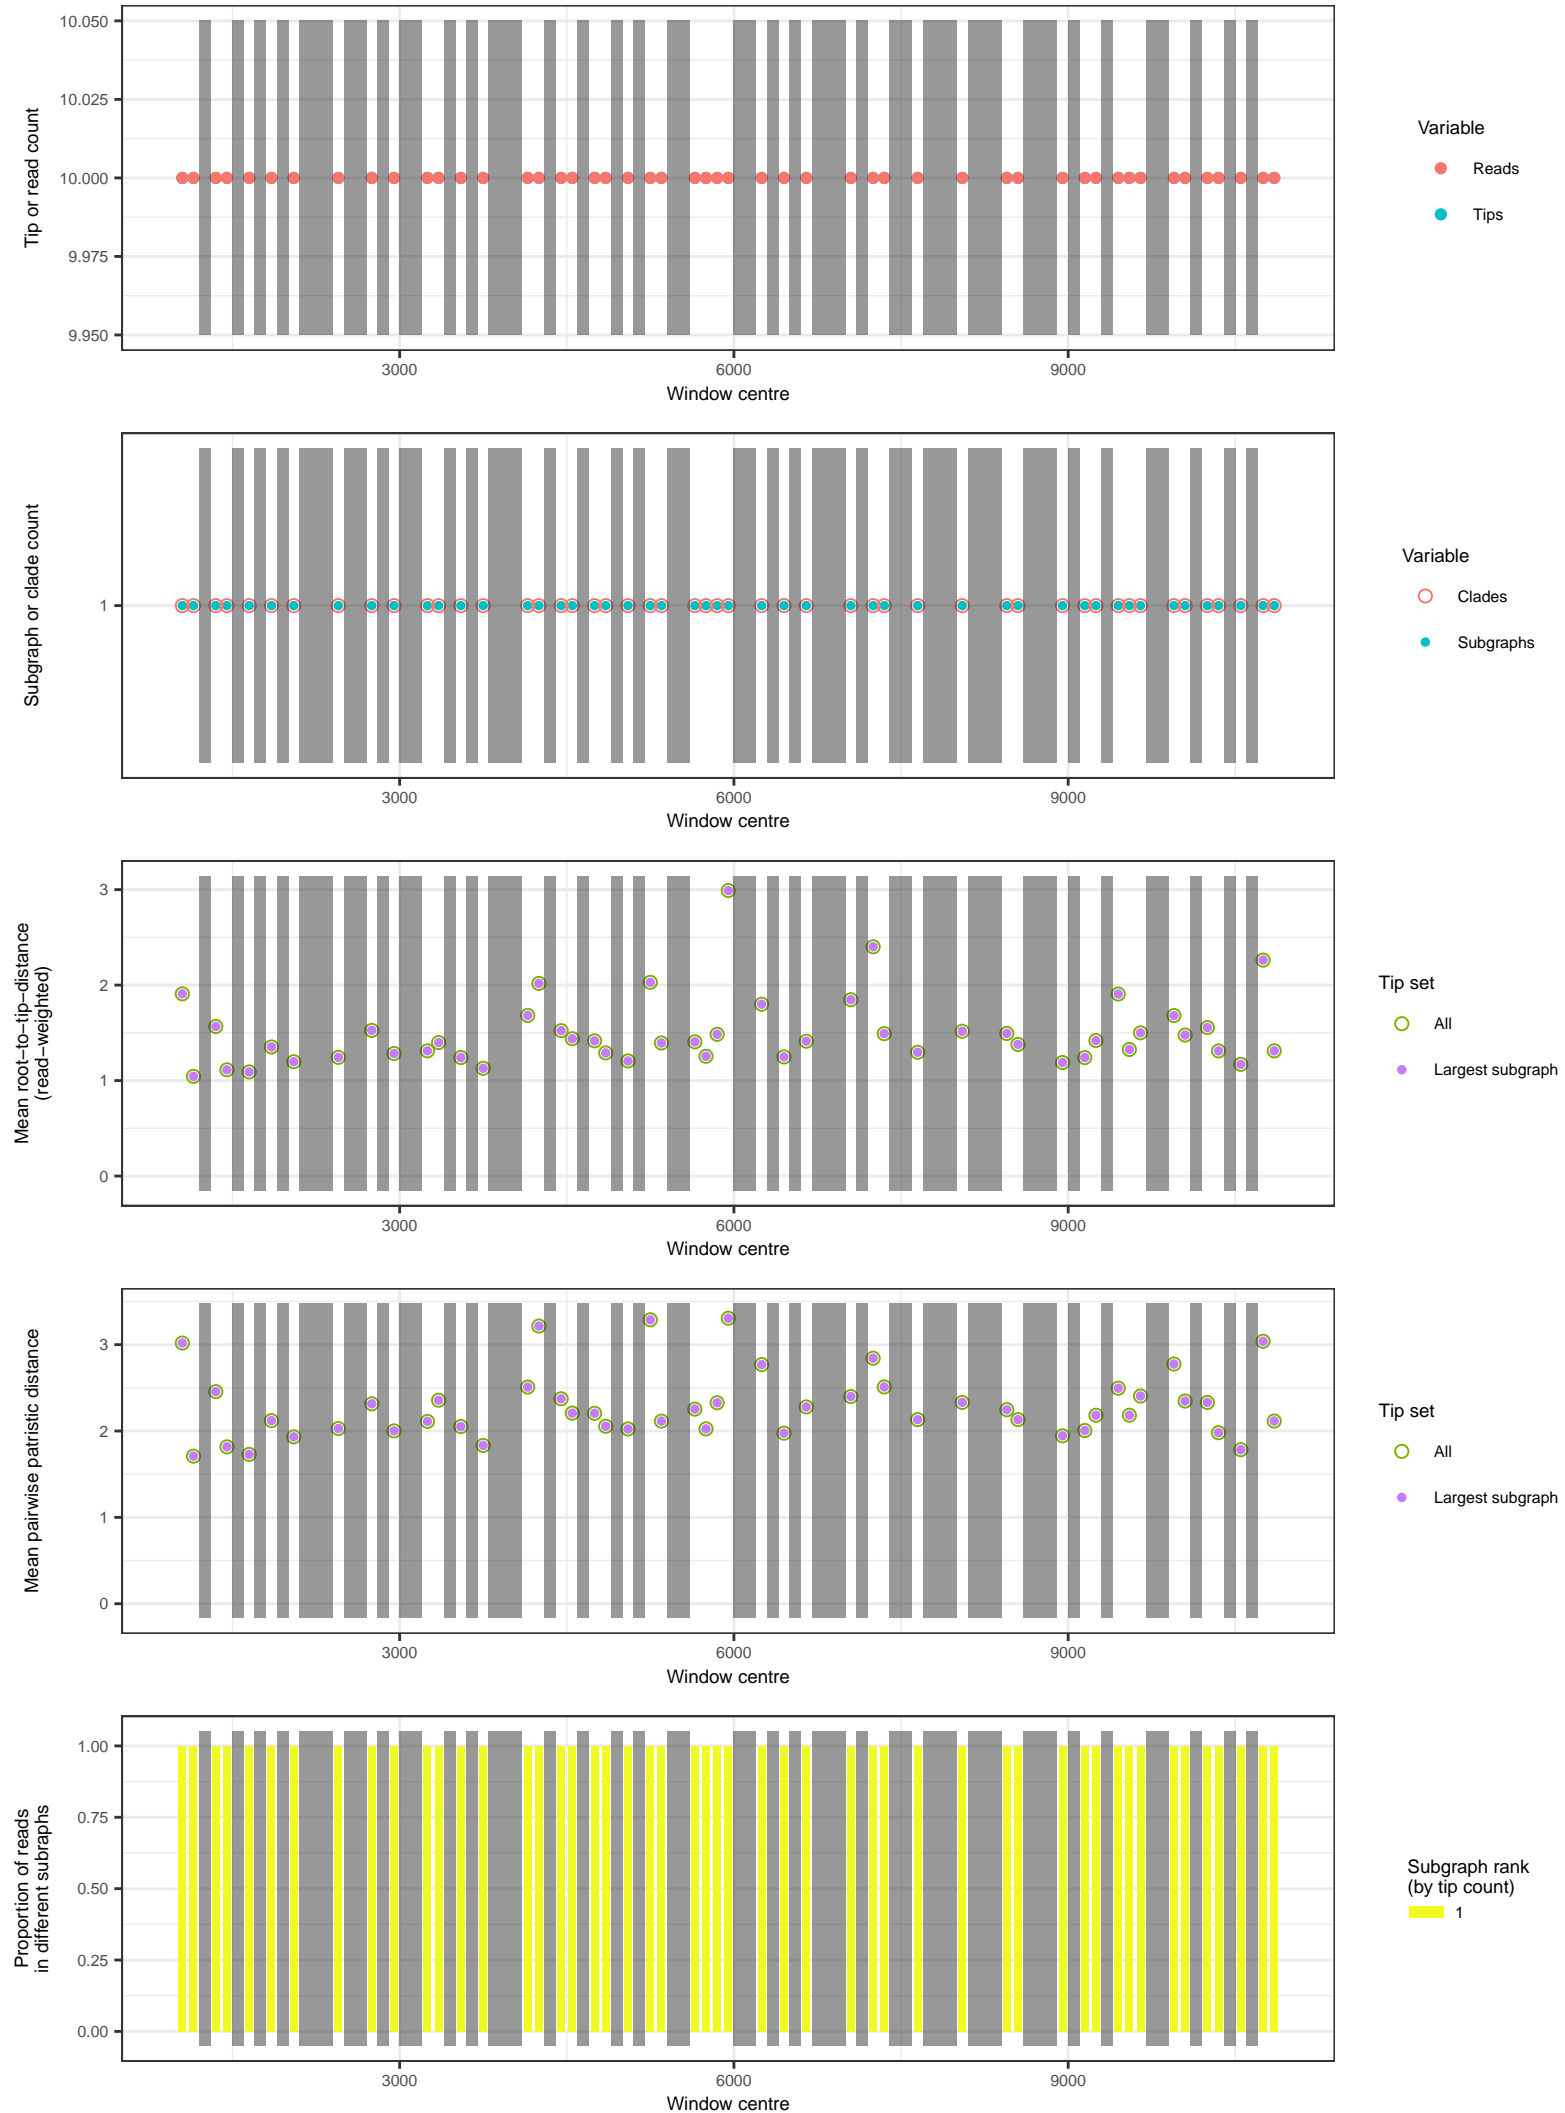 10.050
10.025
10.000
9.975
9.950
Tip or read count
3000
6000
9000
Window centre
Variable
Reads
Tips
1
Subgraph or clade count
3000
6000
9000
Window centre
Variable
Clades
Subgraphs
3
2
1
0
Mean root−to−tip−distance
(read−weighted)
3000
6000
9000
Window centre
Tip set
All
Largest subgraph
3
2
1
0
Mean pairwise patristic distance
3000
6000
9000
Window centre
Tip set
All
Largest subgraph
1.00
0.75
0.50
0.25
0.00
Proportion of reads
in different subraphs
3000
6000
9000
Window centre
Subgraph rank
(by tip count)
1